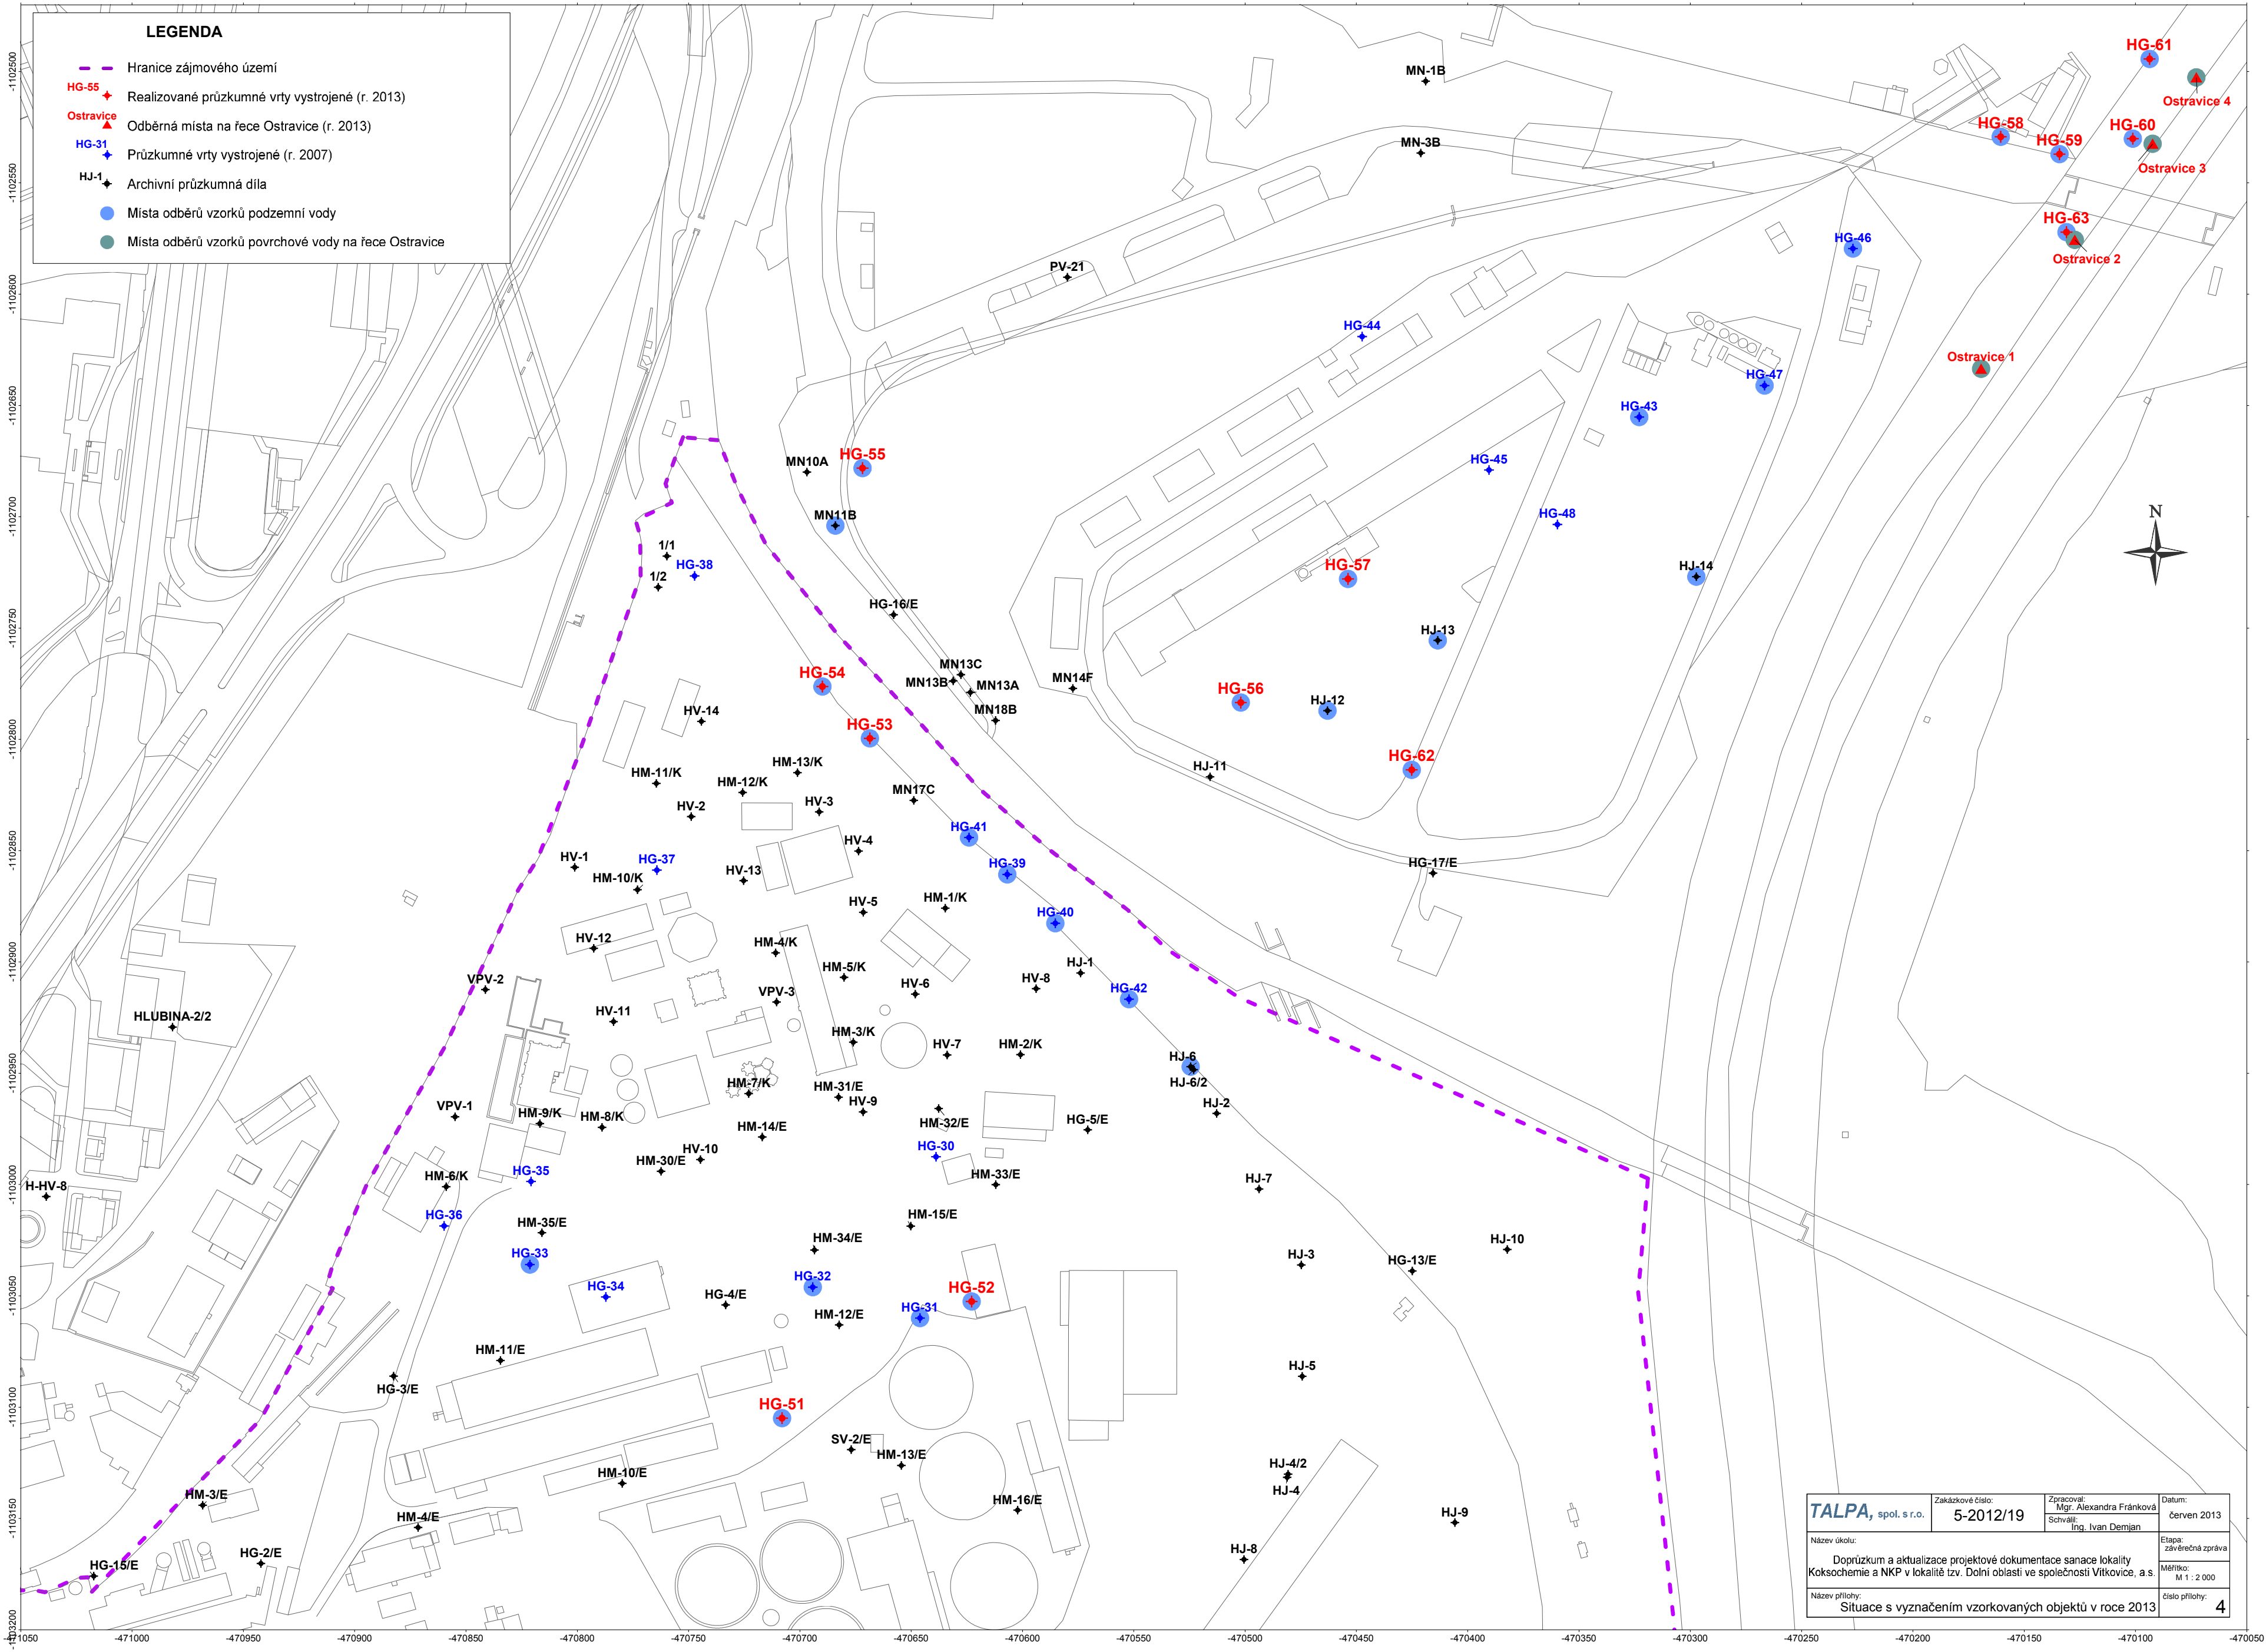 LEGENDA
Hranice zájmového území
HG-55
Realizované průzkumné vrty vystrojené (r. 2013)
Ostravice
Odběrná místa na řece Ostravice (r. 2013)
HG-31
Průzkumné vrty vystrojené (r. 2007)
HJ-1
Archivní průzkumná díla
Místa odběrů vzorků podzemní vody
Místa odběrů vzorků povrchové vody na řece Ostravice
HG-61
MN-1B
Ostravice 4
HG-58
HG-60
HG-59
MN-3B
Ostravice 3
HG-63
HG-46
Ostravice 2
PV-21
HG-44
Ostravice 1
HG-47
HG-43
HG-55
MN10A
HG-45
MN11B
HG-48
N
1/1
HG-38
1/2
HG-57
HJ-14
HG-16/E
HJ-13
MN13C
HG-54
MN13B
MN13A
MN14F
HG-56
HJ-12
HV-14
MN18B
HG-53
HG-62
HM-13/K
HM-11/K
HM-12/K
HJ-11
MN17C
HV-2
HV-3
HG-41
HV-4
HV-1
HG-37
HG-39
HG-17/E
HV-13
HM-10/K
HV-5
HM-1/K
HG-40
HV-12
HM-4/K
HJ-1
HM-5/K
VPV-2
HV-6
HV-8
HG-42
VPV-3
HLUBINA-2/2
HV-11
HM-3/K
HV-7
HM-2/K
HJ-6
HJ-6/2
HM-7/K
HM-31/E
HV-9
HJ-2
VPV-1
HM-9/K
HM-8/K
HM-32/E
HG-5/E
HM-14/E
HV-10
HG-30
HM-30/E
HG-35
HM-6/K
HM-33/E
H-HV-8
HJ-7
HG-36
HM-35/E
HM-15/E
HM-34/E
HJ-10
HG-33
HJ-3
HG-13/E
HG-34
HG-32
HG-52
HG-4/E
HG-31
HM-12/E
HM-11/E
HJ-5
HG-3/E
HG-51
SV-2/E
HM-13/E
HJ-4/2
HM-10/E
HJ-4
HM-3/E
HM-16/E
HJ-9
HM-4/E
HG-2/E
HJ-8
HG-15/E
-1102500
-1102550
-1102600
-1102650
-1102700
-1102750
-1102800
-1102850
-1102900
-1102950
-1103000
-1103050
-1103100
-1103150
-1103200
-471050
-471000
-470950
-470900
-470850
-470800
-470750
-470700
-470650
-470600
-470550
-470500
-470450
-470400
-470350
-470300
-470250
-470200
-470150
-470100
-470050
TALPA, spol. s r.o.
Zakázkové číslo:
5-2012/19
Zpracoval:
Mgr. Alexandra Fránková
Schválil:
Ing. Ivan Demjan
Datum:
červen 2013
Název úkolu:
Doprůzkum a aktualizace projektové dokumentace sanace lokality
Koksochemie a NKP v lokalitě tzv. Dolní oblasti ve společnosti Vítkovice, a.s.
Etapa:
závěrečná zpráva
Měřítko:
M 1 : 2 000
Název přílohy:
Situace s vyznačením vzorkovaných objektů v roce 2013
číslo přílohy:
4